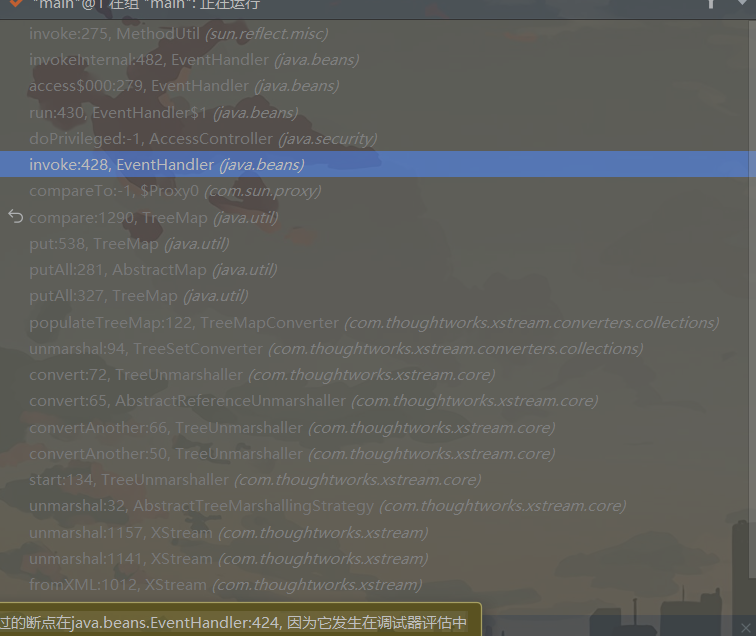 "main"@1 在组 "main": 正在运行
invoke:275, MethodUtil (sun.reflect.misc)
invokeInternal:482, EventHandler (java.beans)
access$000:279, EventHandler (java.beans)
run:430, EventHandler$1 (java.beans)
doPrivileged:-1, AccessController (java.security)
invoke:428, EventHandler (java.beans)
compareTo:-1, $Proxy0 (com.sun.proxy)
compare:1290, TreeMap (java.util)
put:538, TreeMap (java.util)
putAll:281, AbstractMap (java.util)
putAll:327, TreeMap (java.util)
populateTreeMap:122, TreeMapConverter (com.thoughtworks.xstream.converters.collections)
unmarshal:94, TreeSetConverter (com.thoughtworks.xstream.converters.collections)
convert:72, TreeUnmarshaller (com.thoughtworks.xstream.core)
convert:65, AbstractReferenceUnmarshaller (com.thoughtworks.xstream.core)
convertAnother:66, TreeUnmarshaller (com.thoughtworks.xstream.core)
convertAnother:50, TreeUnmarshaller (com.thoughtworks.xstream.core)
start:134, TreeUnmarshaller (com.thoughtworks.xstream.core)
unmarshal:32, AbstractTreeMarshallingStrategy (com.thoughtworks.xstream.core)
unmarshal:1157, XStream (com.thoughtworks.xstream)
unmarshal:1141, XStream (com.thoughtworks.xstream)
fromXML:1012, XStream (com.thoughtworks.xstream)
过的断点在java.beans.EventHandler:424, 因为它发生在调试器评估中